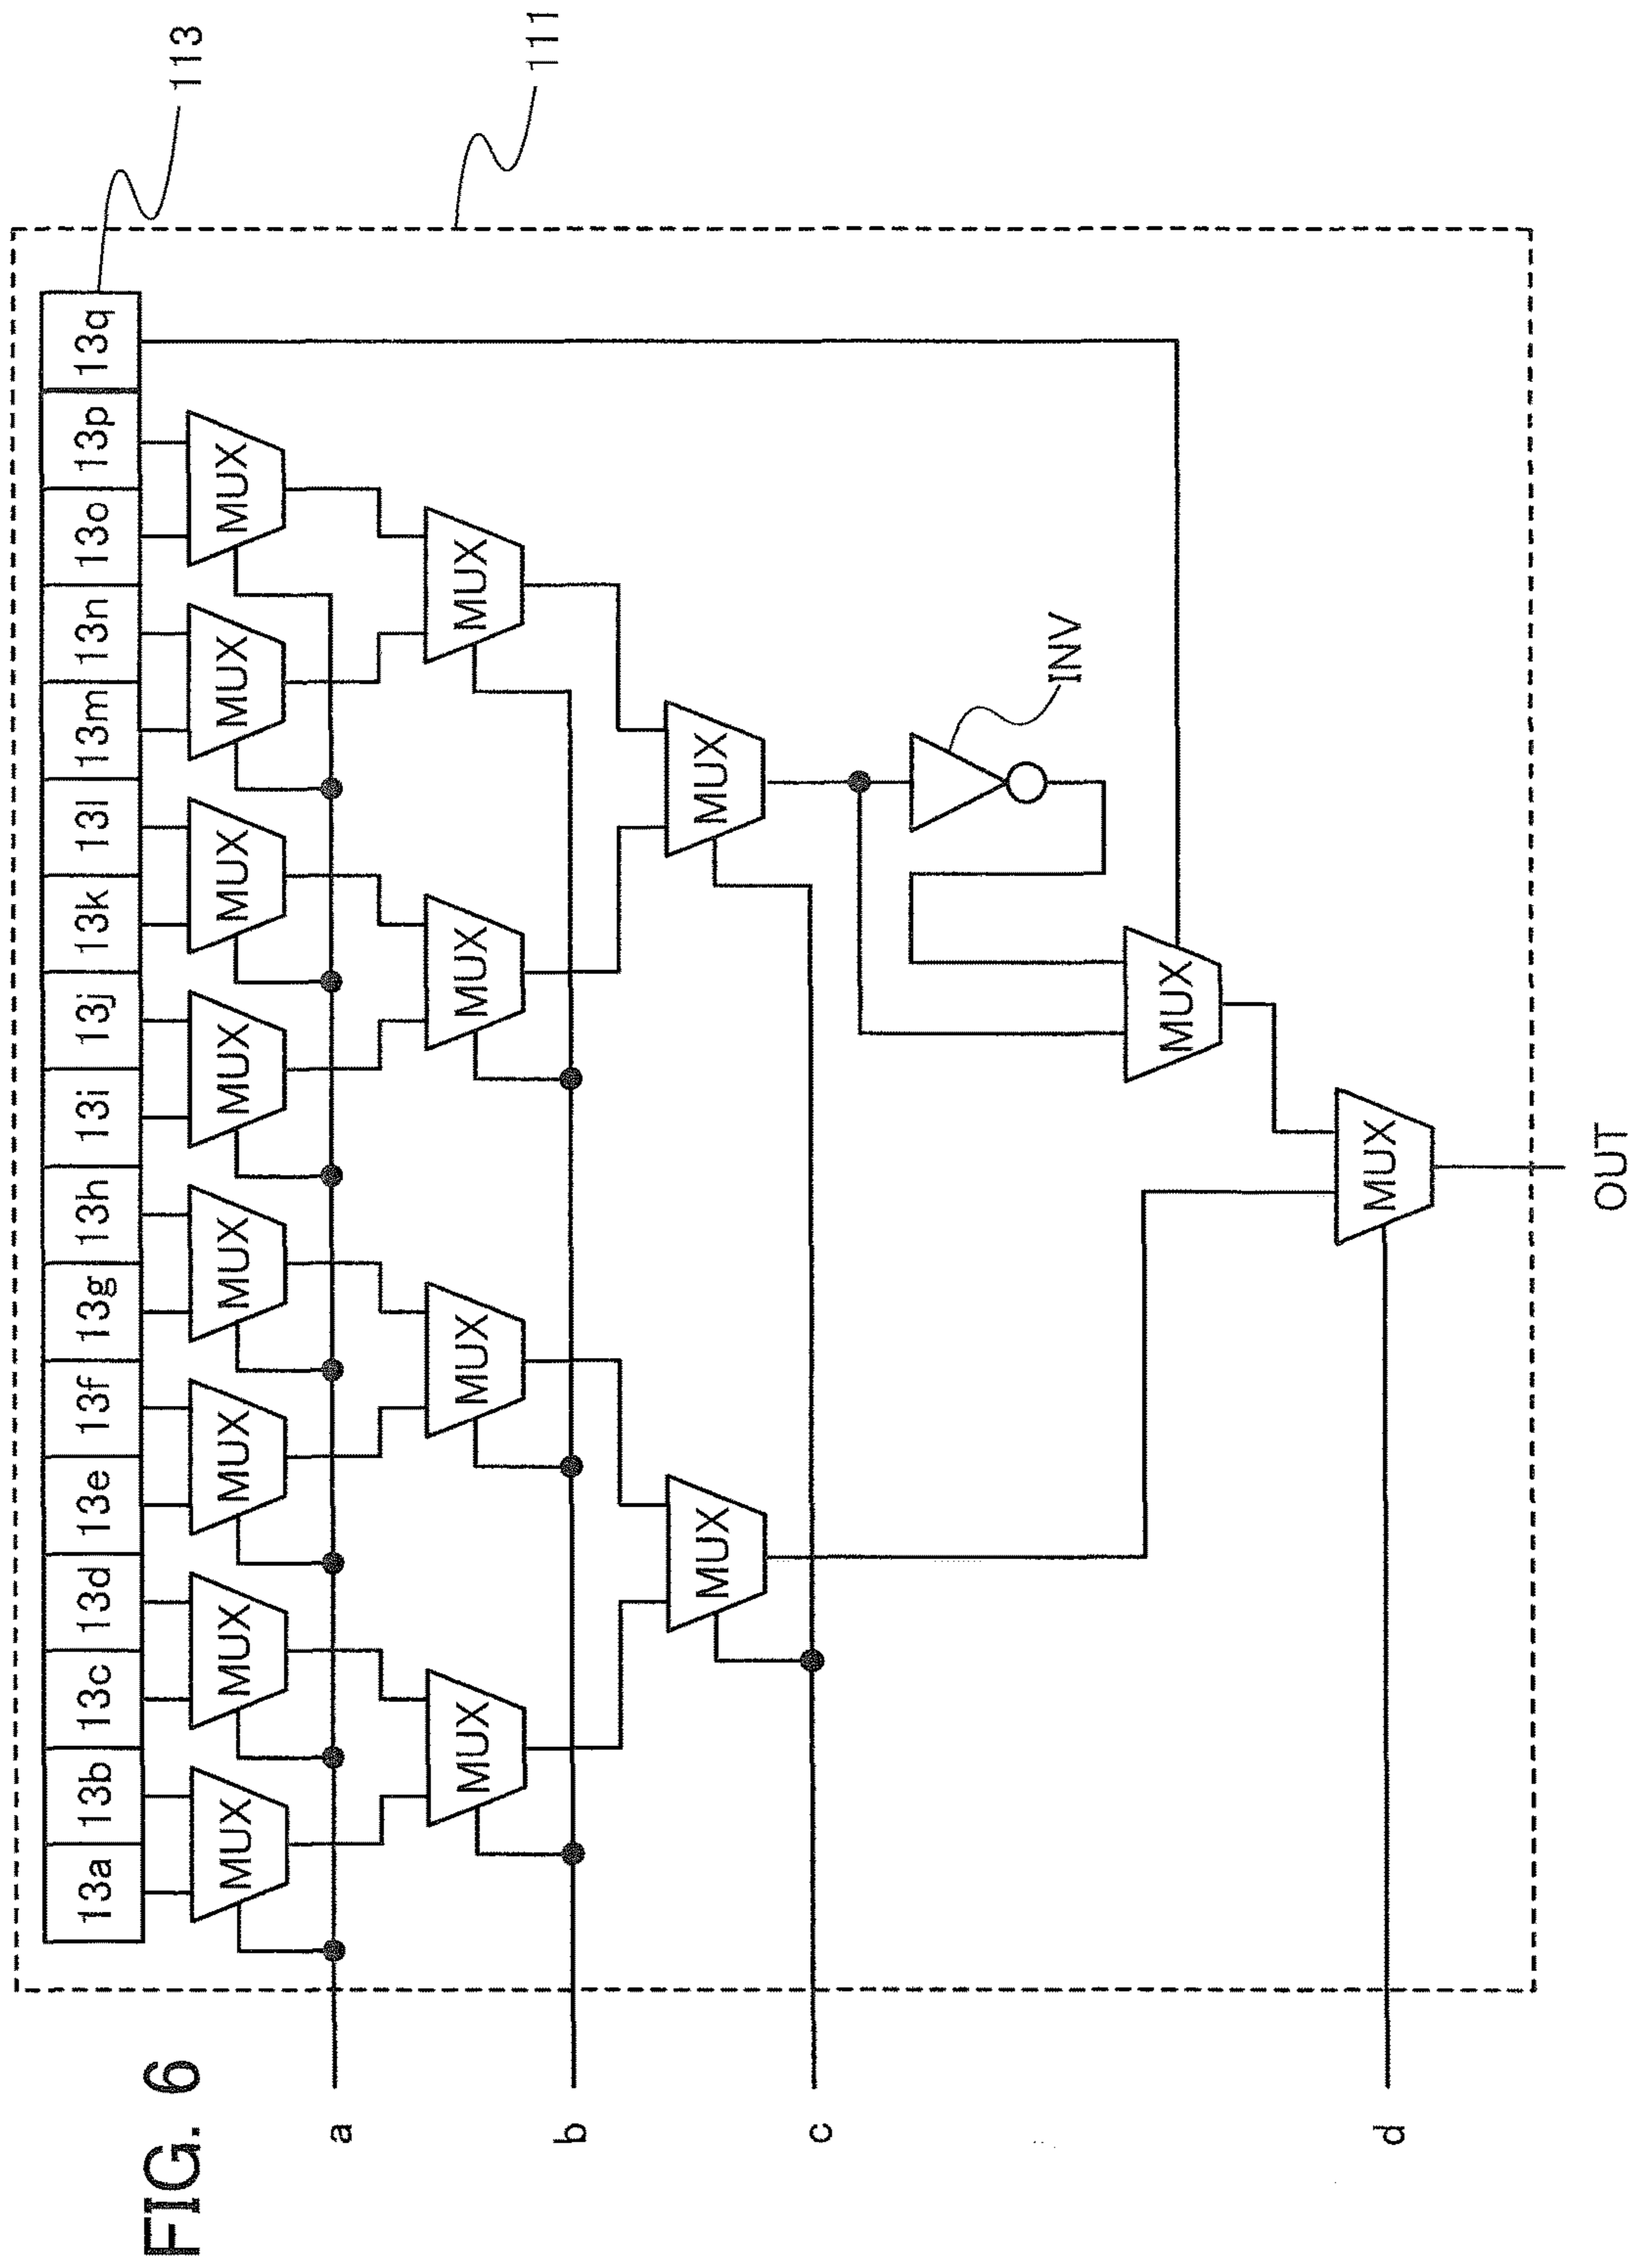 FIG. 6
113
111
13a 13b 13c 13d 13e 13f 13g 13h 13i 13j 13k 13l 13m 13n 13o 13p 13q
MUX MUX MUX MUX MUX MUX MUX MUX
a
MUX MUX MUX MUX
b
MUX MUX
c
INV
MUX
MUX
d
OUT